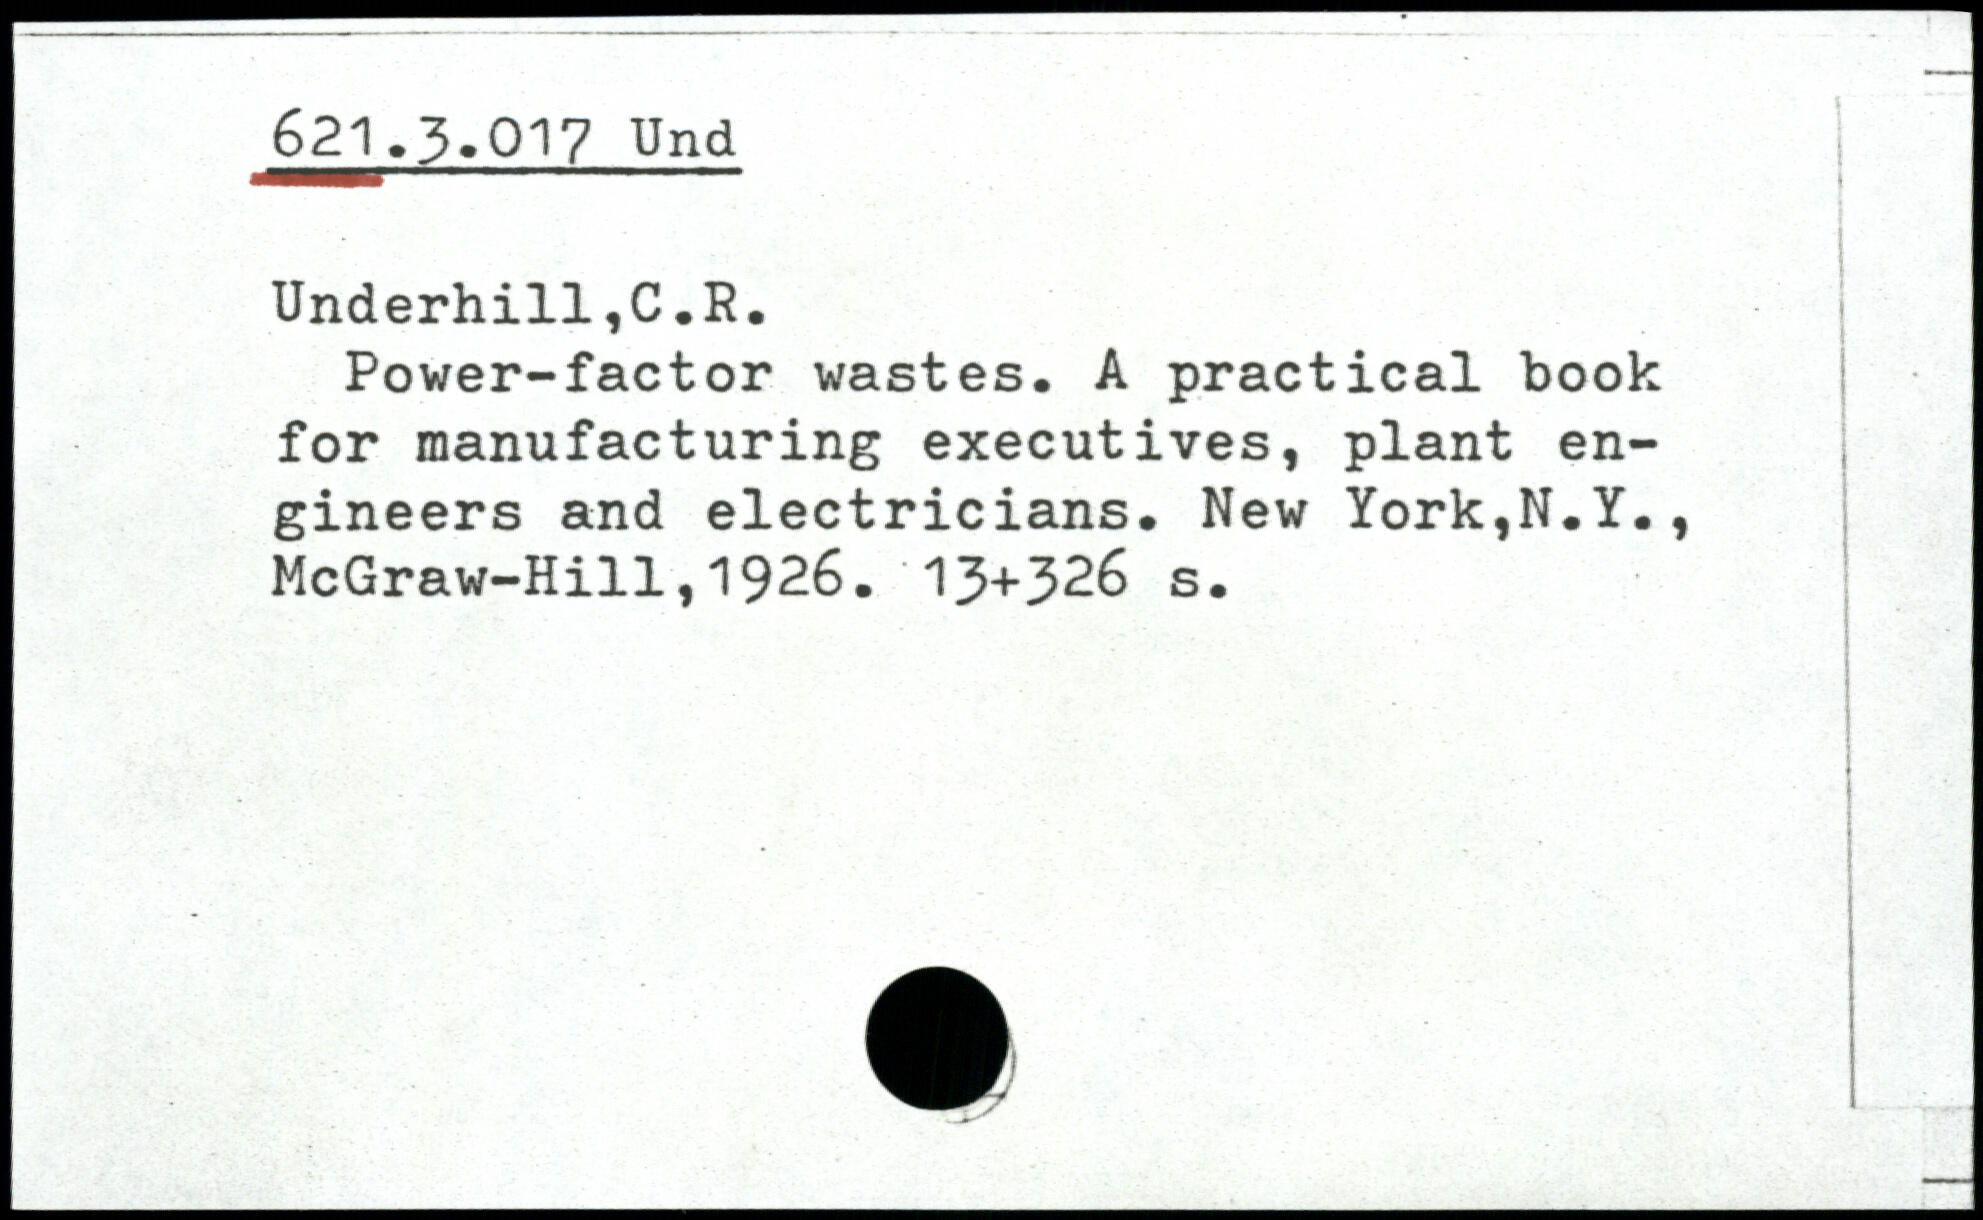 621.3.017 Und
Underhill,C.R.
Power-factor wastes. A practical book
for manufacturing executives, plant en-
gineers and electricians. New York,N.Y.,
McGraw-Hill,1926. 13+326 s.